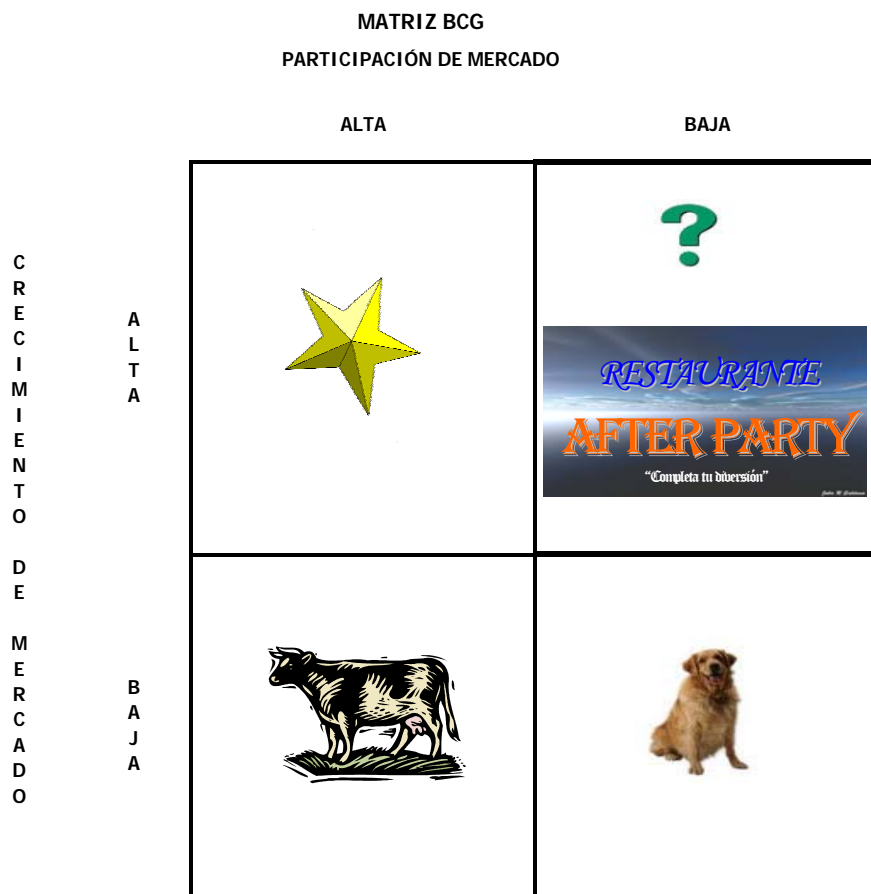 MATRIZ BCG
PARTICIPACIÓN DE MERCADO
ALTA
BAJA
CRECIMIENTO DE MERCADO
ALTA
?
RESTAURANTE
AFTER PARTY
“Completa tu diversión”
BAJA